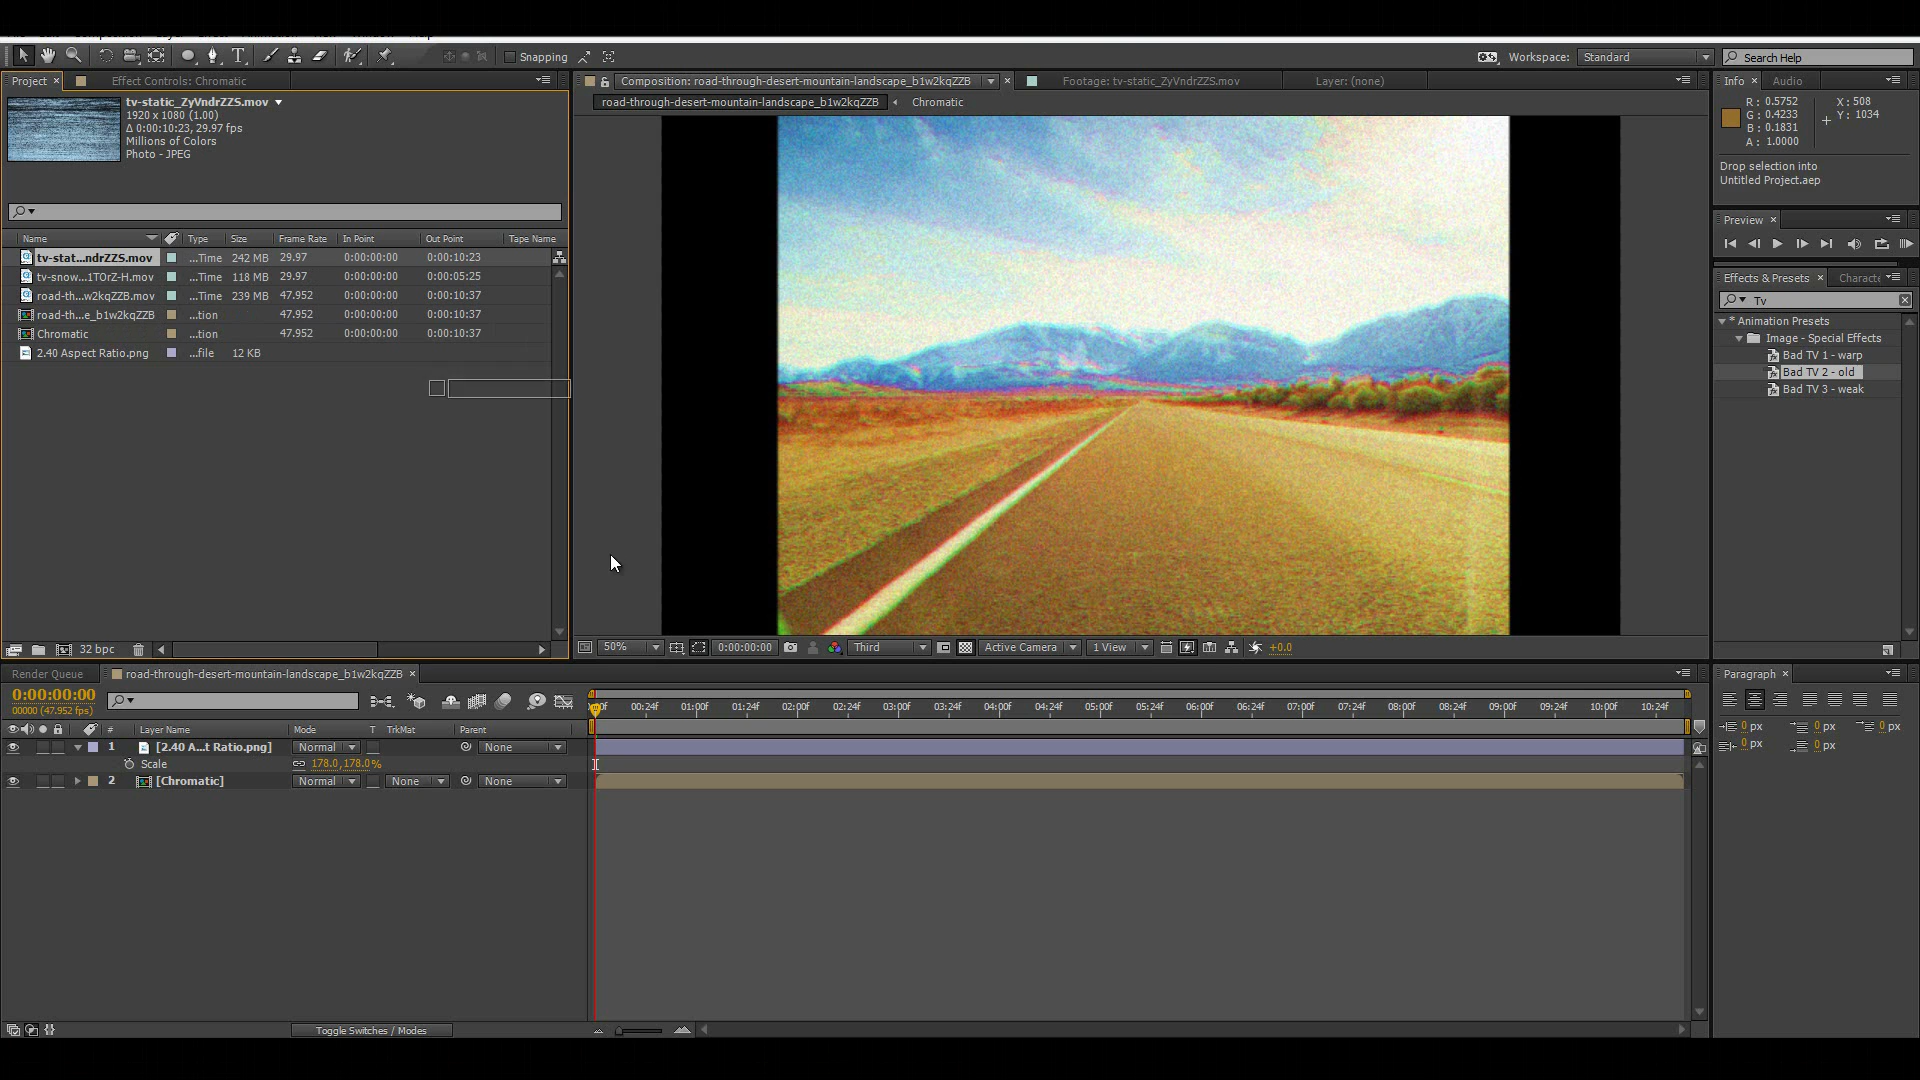 Snapping
Workspace: Standard
Search Help
Project
Effect Controls: Chromatic
Composition: road-through-desert-mountain-landscape_b1w2kqZZB
Footage: tv-static_ZyVndrZZS.mov
Layer: (none)
Info
Audio
tv-static_ZyVndrZZS.mov
1920 x 1080 (1.00)
Δ 0:00:10:23, 29.97 fps
Millions of Colors
Photo - JPEG
road-through-desert-mountain-landscape_b1w2kqZZB
Chromatic
R: 0.5752
G: 0.4233
B: 0.1831
A: 1.0000
X: 508
Y: 1034
Drop selection into
Untitled Project.aep
Preview
Name Type Size Frame Rate In Point Out Point Tape Name
tv-stat...ndrZZS.mov ...Time 242 MB 29.97 0:00:00:00 0:00:10:23
tv-snow...1TOrZ-H.mov ...Time 118 MB 29.97 0:00:00:00 0:00:05:25
road-th...w2kqZZB.mov ...Time 239 MB 47.952 0:00:00:00 0:00:10:37
road-th...e_b1w2kqZZB ...tion 47.952 0:00:00:00 0:00:10:37
Chromatic ...tion 47.952 0:00:00:00 0:00:10:37
2.40 Aspect Ratio.png ...file 12 KB
Effects & Presets
Characte
Tv
* Animation Presets
Image - Special Effects
Bad TV 1 - warp
Bad TV 2 - old
Bad TV 3 - weak
32 bpc
50%
0:00:00:00
Third
Active Camera
1 View
+0.0
Render Queue
road-through-desert-mountain-landscape_b1w2kqZZB
Paragraph
0:00:00:00
00000 (47.952 fps)
00:24f 01:00f 01:24f 02:00f 02:24f 03:00f 03:24f 04:00f 04:24f 05:00f 05:24f 06:00f 06:24f 07:00f 07:24f 08:00f 08:24f 09:00f 09:24f 10:00f 10:24f
# Layer Name Mode T TrkMat Parent
1 [2.40 A...t Ratio.png] Normal None
Scale 178.0,178.0%
2 [Chromatic] Normal None None
0 px 0 px 0 px
0 px 0 px
Toggle Switches / Modes